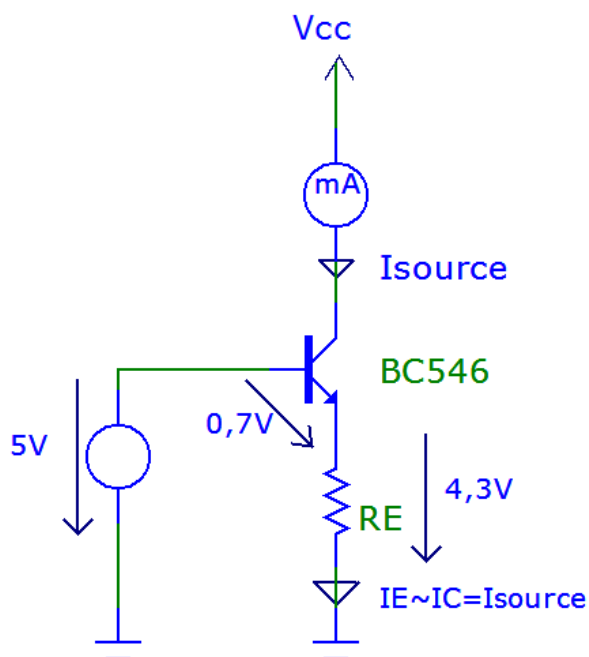 Vcc
mA
Isource
BC546
0,7V
5V
4,3V
RE
IE~IC=Isource